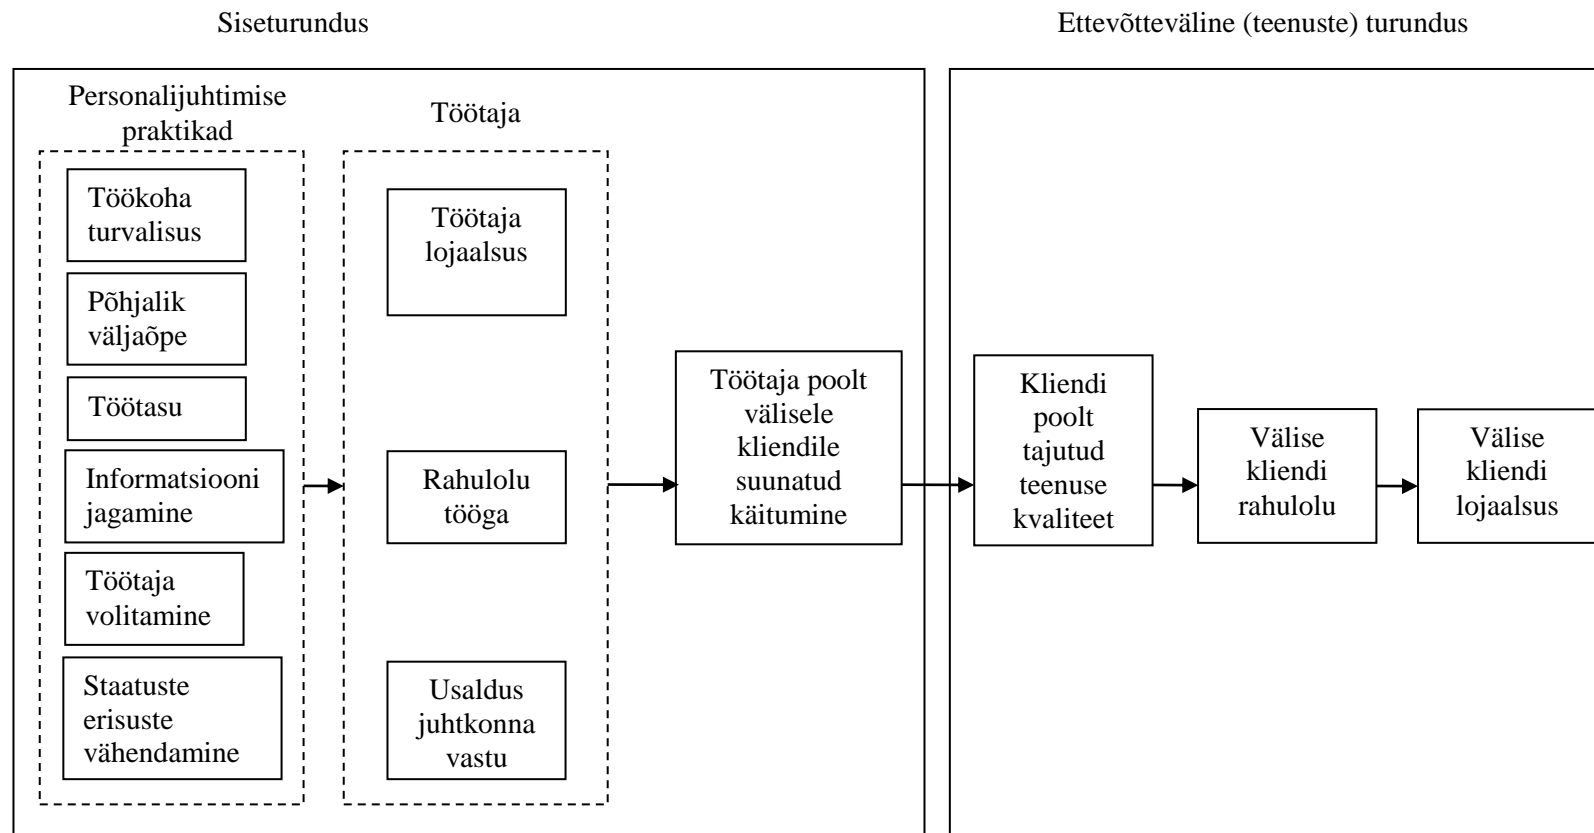 Siseturundus
Ettevõtteväline (teenuste) turundus
Personalijuhtimise
praktikad
Töökoha
turvalisus
Põhjalik
väljaõpe
Töötasu
Informatsiooni
jagamine
Töötaja
volitamine
Staatuste
erisuste
vähendamine
Töötaja
Töötaja
lojaalsus
Rahulolu
tööga
Usaldus
juhtkonna
vastu
Töötaja poolt
välisele
kliendile
suunatud
käitumine
Kliendi
poolt
tajutud
teenuse
kvaliteet
Välise
kliendi
rahulolu
Välise
kliendi
lojaalsus